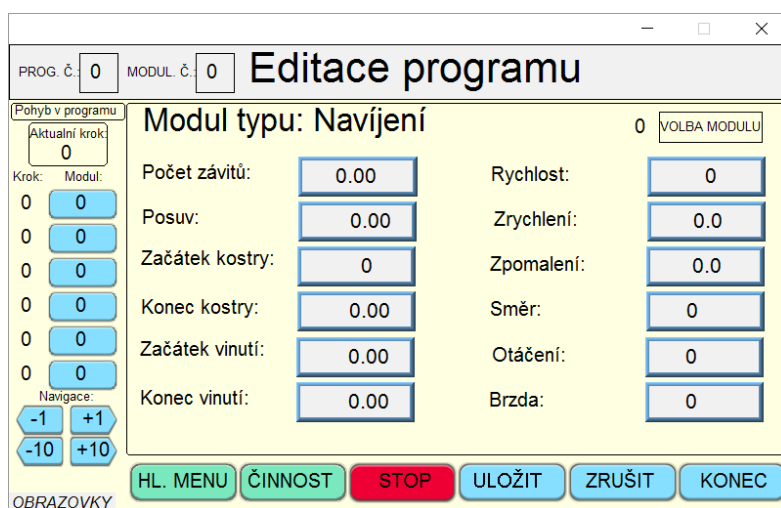 PROG. Č.: 0 MODUL. Č.: 0 Editace programu
Pohyb v programu
Aktualní krok:
0
Krok: Modul:
0 0
0 0
0 0
0 0
0 0
0 0
Navigace:
-1 +1
-10 +10
OBRAZOVKY
Modul typu: Navíjení 0 VOLBA MODULU
Počet závitů: 0.00 Rychlost: 0
Posuv: 0.00 Zrychlení: 0.0
Začátek kostry: 0 Zpomalení: 0.0
Konec kostry: 0.00 Směr: 0
Začátek vinutí: 0.00 Otáčení: 0
Konec vinutí: 0.00 Brzda: 0
HL. MENU ČINNOST STOP ULOŽIT ZRUŠIT KONEC